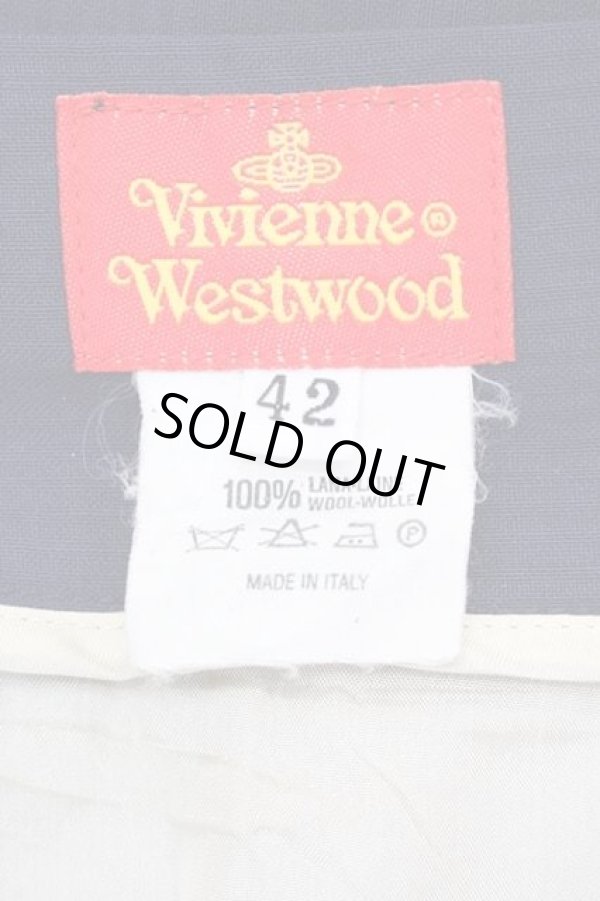 Vivienne®
Westwood
42
SOLD OUT
100%
WOOL-WOLLE
MADE IN ITALY
P